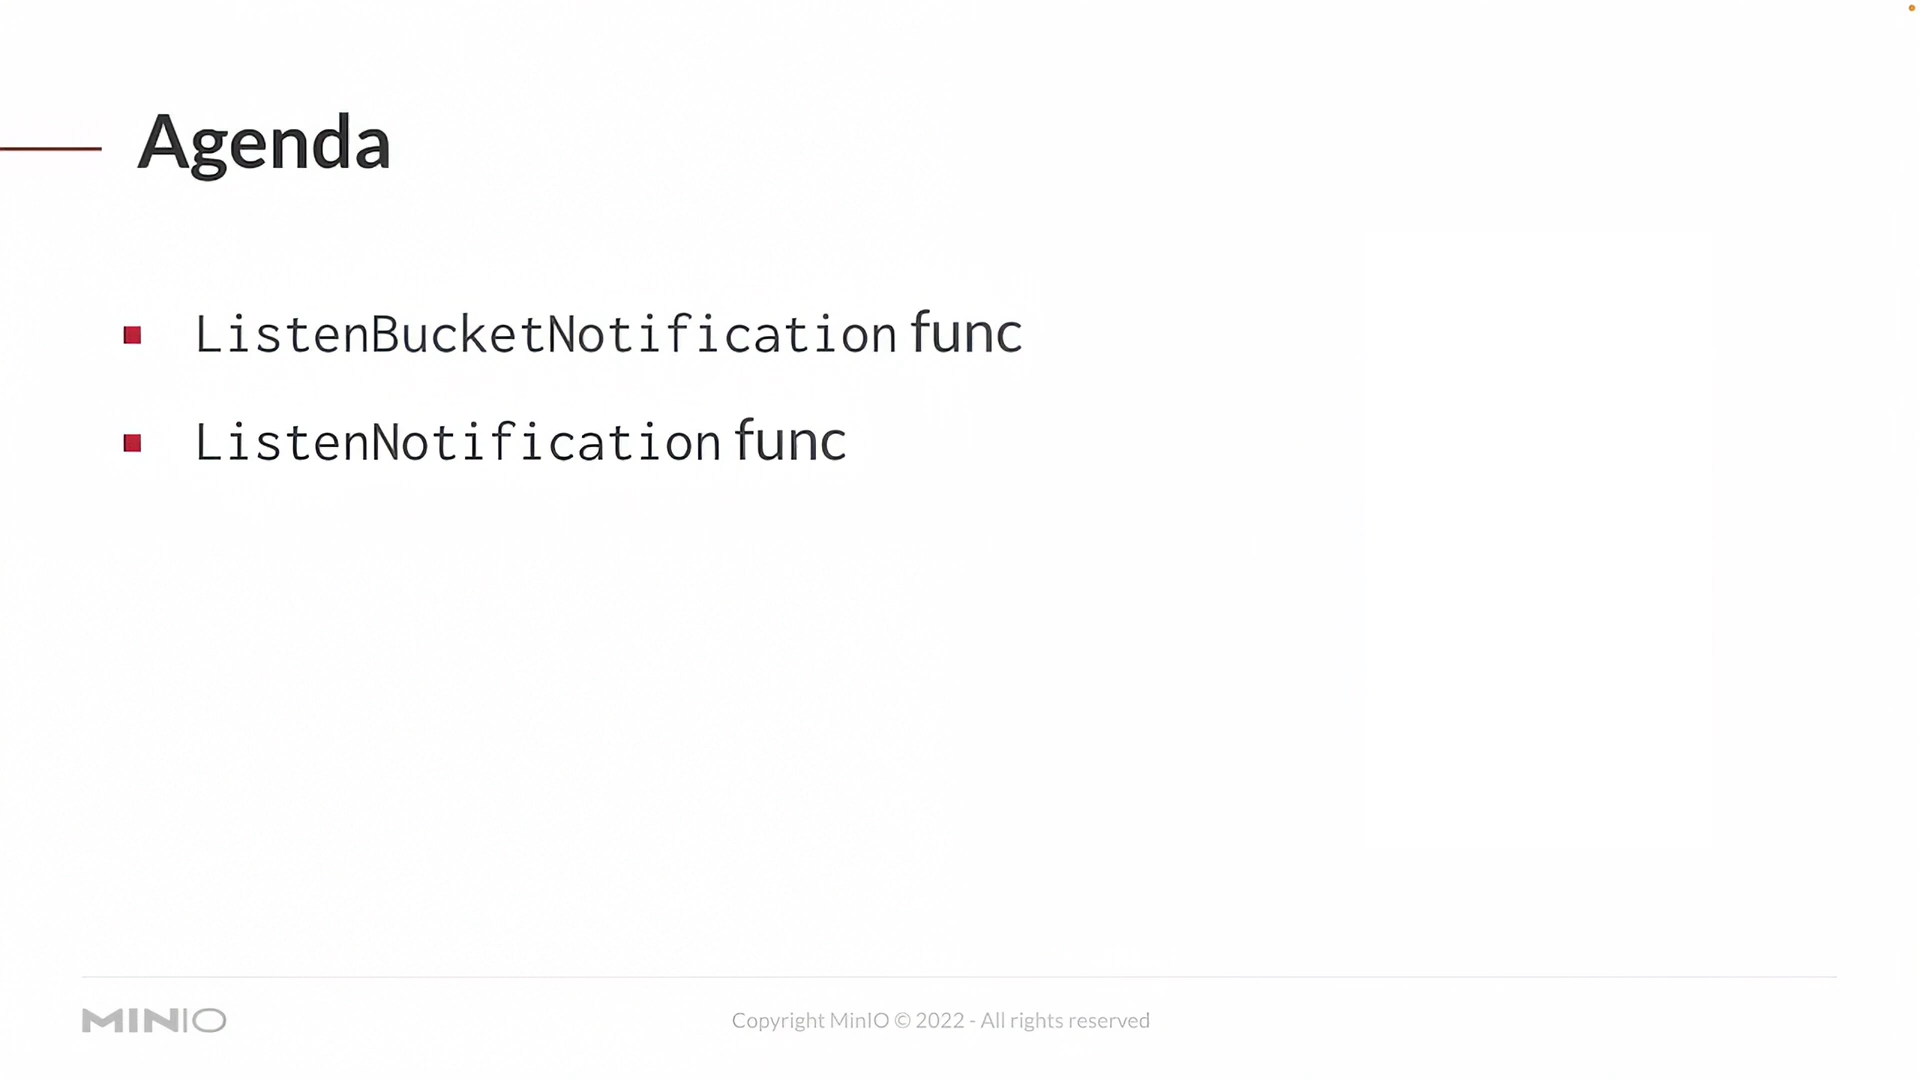 Agenda
ListenBucketNotification func
ListenNotification func
MINIO
Copyright MinIO © 2022 - All rights reserved